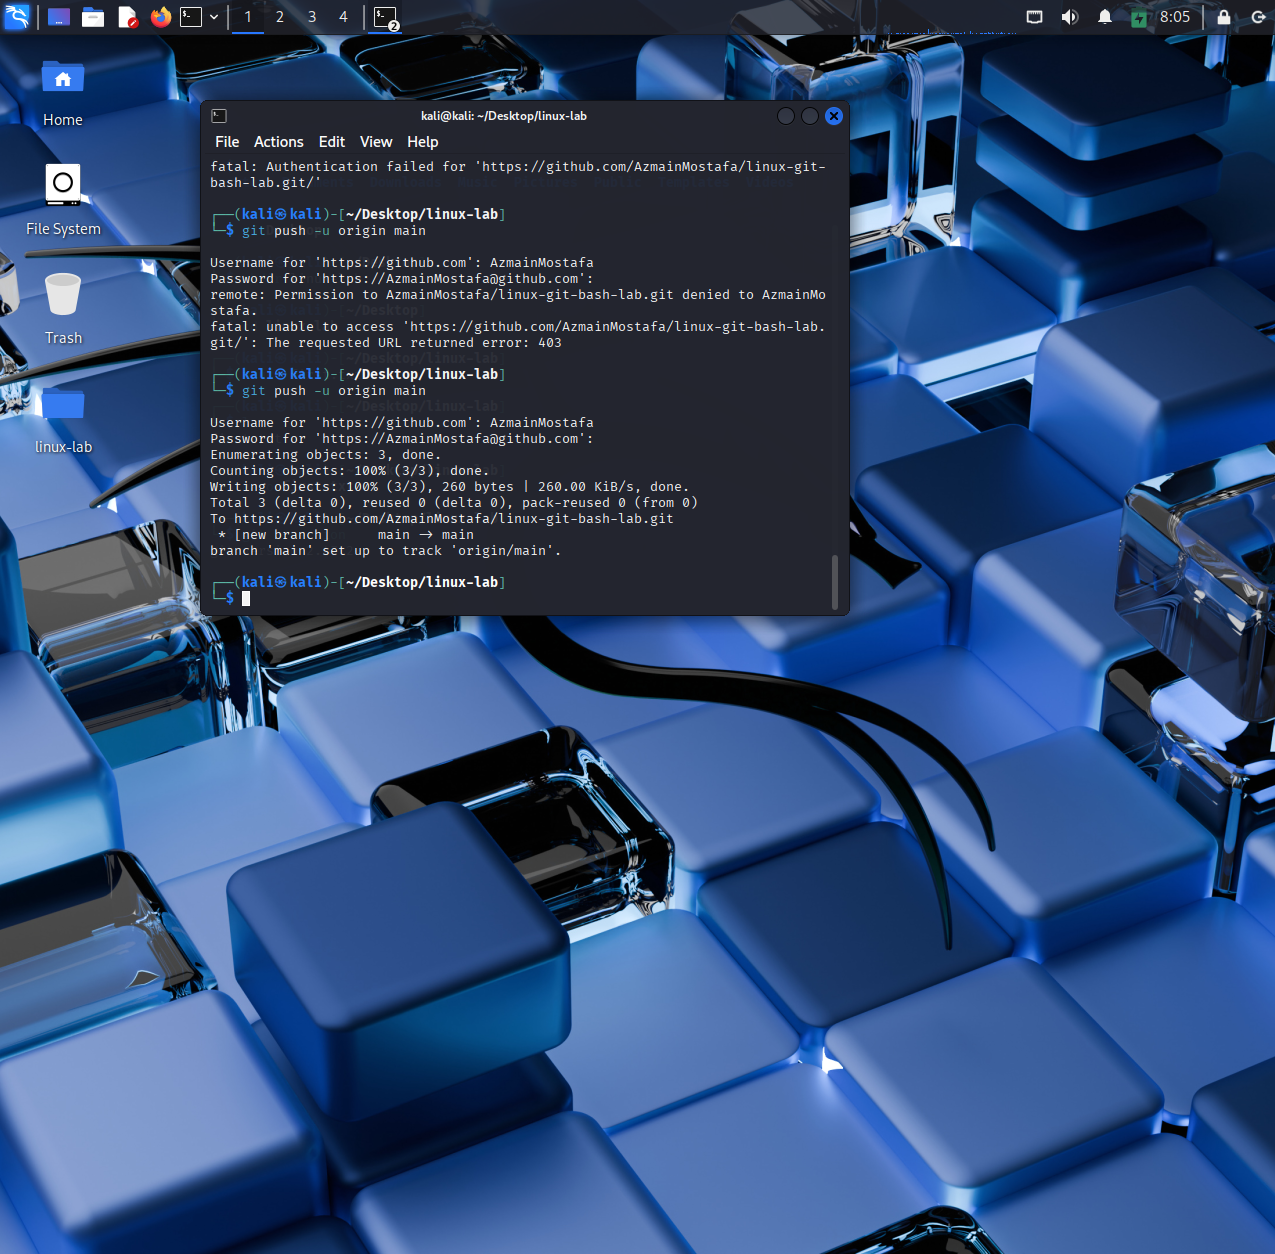 1 2 3 4 2 8:05
Home
File System
Trash
linux-lab
kali@kali: ~/Desktop/linux-lab
File Actions Edit View Help
fatal: Authentication failed for 'https://github.com/AzmainMostafa/linux-git-
bash-lab.git/'
┌──(kali㉿kali)-[~/Desktop/linux-lab]
└─$ git push -u origin main
Username for 'https://github.com': AzmainMostafa
Password for 'https://AzmainMostafa@github.com':
remote: Permission to AzmainMostafa/linux-git-bash-lab.git denied to AzmainMo
stafa.
fatal: unable to access 'https://github.com/AzmainMostafa/linux-git-bash-lab.
git/': The requested URL returned error: 403
┌──(kali㉿kali)-[~/Desktop/linux-lab]
└─$ git push -u origin main
Username for 'https://github.com': AzmainMostafa
Password for 'https://AzmainMostafa@github.com':
Enumerating objects: 3, done.
Counting objects: 100% (3/3), done.
Writing objects: 100% (3/3), 260 bytes | 260.00 KiB/s, done.
Total 3 (delta 0), reused 0 (delta 0), pack-reused 0 (from 0)
To https://github.com/AzmainMostafa/linux-git-bash-lab.git
 * [new branch]      main -> main
branch 'main' set up to track 'origin/main'.
┌──(kali㉿kali)-[~/Desktop/linux-lab]
└─$